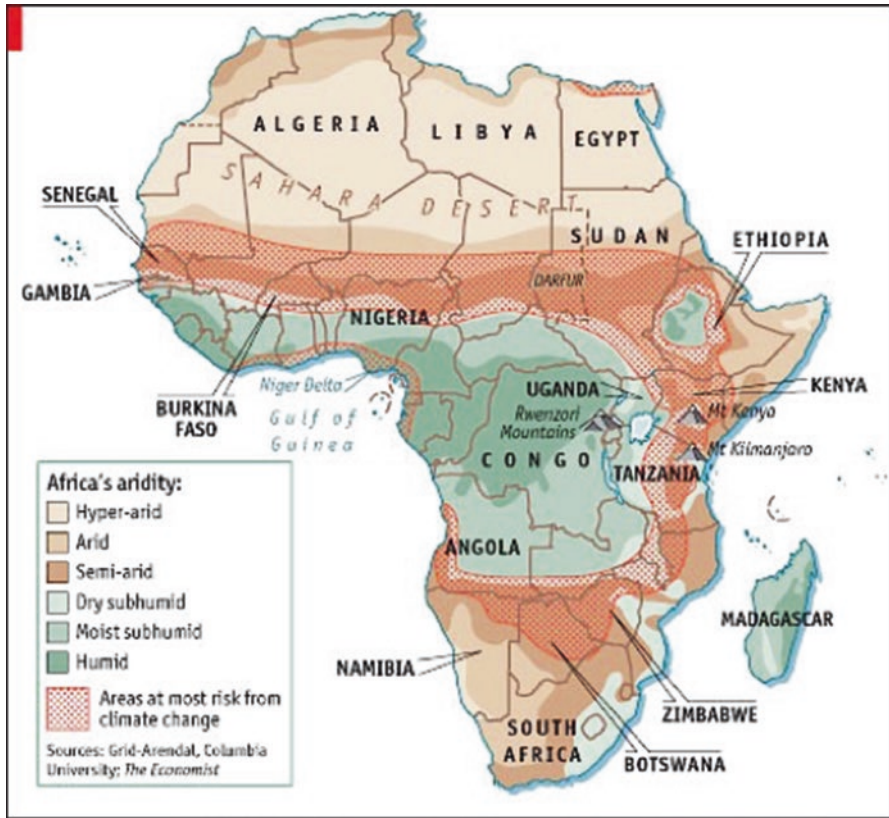 ALGERIA
LIBYA
EGYPT
SAHARA DESERT
SENEGAL
SUDAN
ETHIOPIA
DARFUR
GAMBIA
NIGERIA
Niger Delta
UGANDA
KENYA
BURKINA
FASO
Gulf of
Guinea
Rwenzori
Mountains
Mt Kenya
CONGO
Mt Kilmanjaro
TANZANIA
Africa's aridity:
Hyper-arid
Arid
Semi-arid
Dry subhumid
Moist subhumid
Humid
Areas at most risk from
climate change
Sources: Grid-Arendal, Columbia
University; The Economist
ANGOLA
MADAGASCAR
NAMIBIA
ZIMBABWE
SOUTH
AFRICA
BOTSWANA